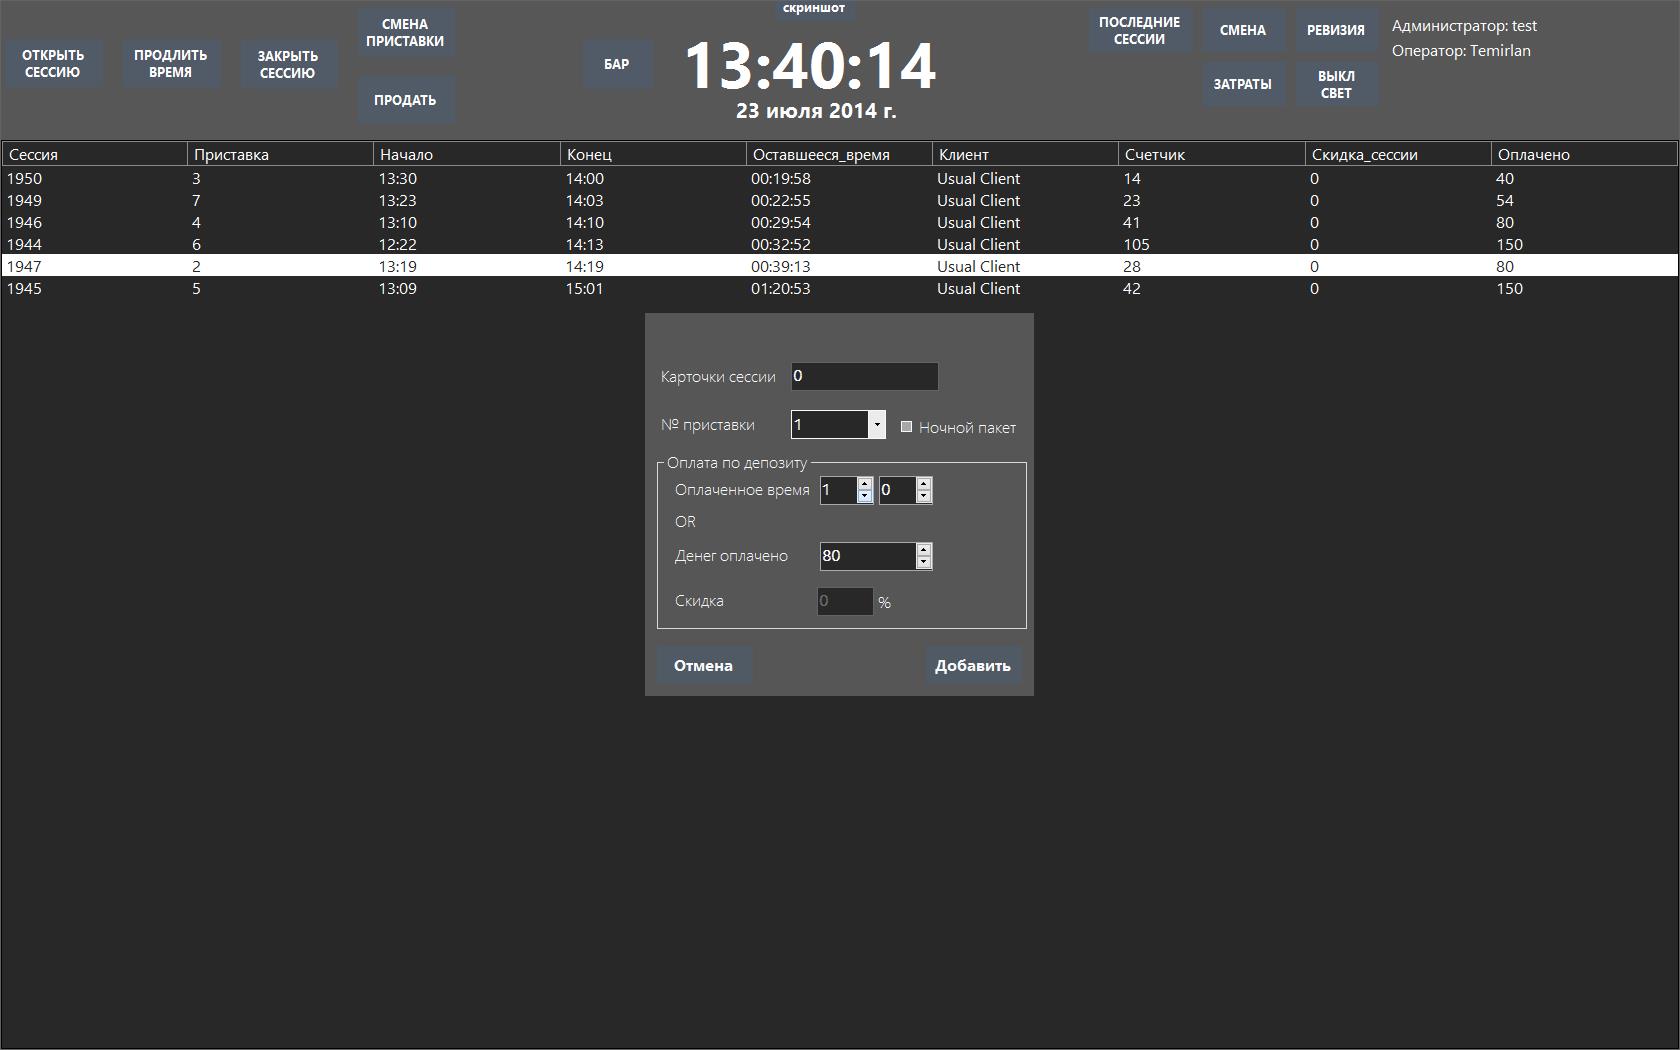 скриншот
ОТКРЫТЬ
СЕССИЮ
ПРОДЛИТЬ
ВРЕМЯ
ЗАКРЫТЬ
СЕССИЮ
СМЕНА
ПРИСТАВКИ
ПРОДАТЬ
БАР
13:40:14
23 июля 2014 г.
ПОСЛЕДНИЕ
СЕССИИ
СМЕНА
РЕВИЗИЯ
ЗАТРАТЫ
ВЫКЛ
СВЕТ
Администратор: test
Оператор: Temirlan
Сессия Приставка Начало Конец Оставшееся_время Клиент Счетчик Скидка_сессии Оплачено
1950 3 13:30 14:00 00:19:58 Usual Client 14 0 40
1949 7 13:23 14:03 00:22:55 Usual Client 23 0 54
1946 4 13:10 14:10 00:29:54 Usual Client 41 0 80
1944 6 12:22 14:13 00:32:52 Usual Client 105 0 150
1947 2 13:19 14:19 00:39:13 Usual Client 28 0 80
1945 5 13:09 15:01 01:20:53 Usual Client 42 0 150
Карточки сессии 0
№ приставки 1 Ночной пакет
Оплата по депозиту
Оплаченное время 1 0
OR
Денег оплачено 80
Скидка 0 %
Отмена Добавить